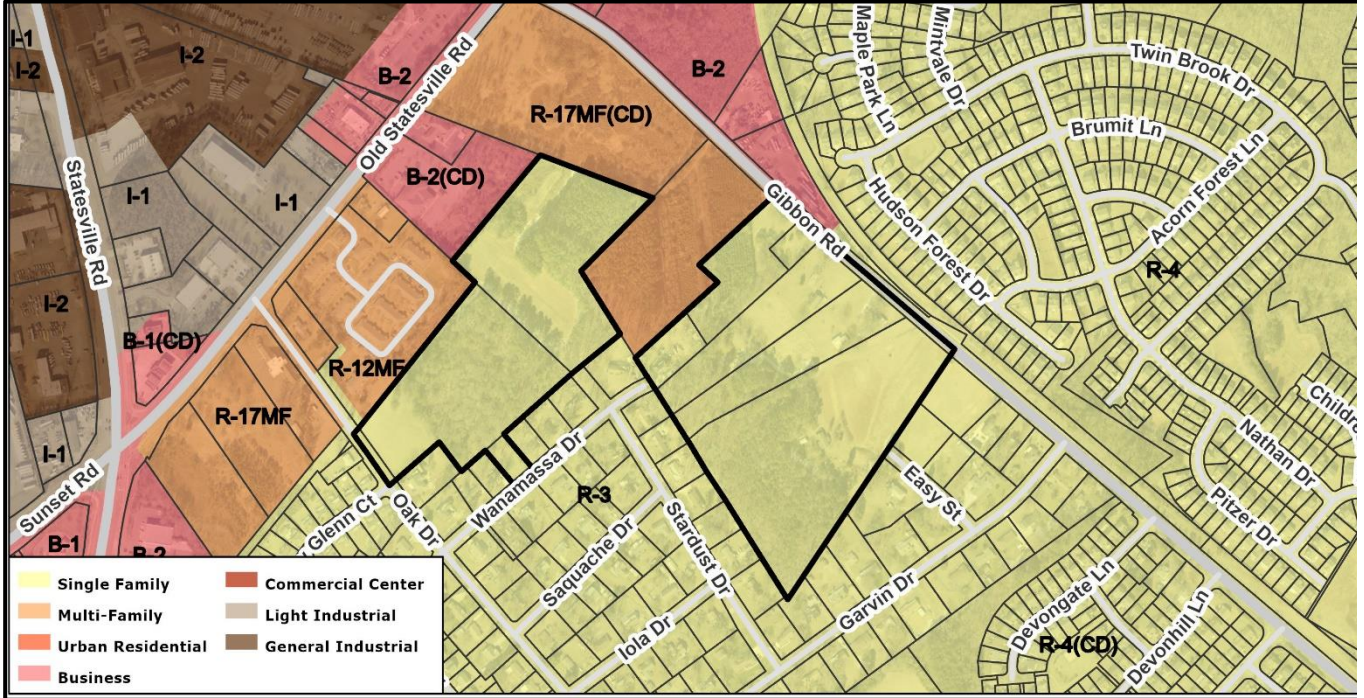 I-1
I-2
I-2
B-2
Old Statesville Rd
B-2
R-17MF(CD)
Maple Park Ln
Mintvale Dr
Twin Brook Dr
Brumit Ln
Acorn Forest Ln
Hudson Forest Dr
R-4
Statesville Rd
I-1
I-1
B-2(CD)
Gibbon Rd
I-2
B-1(CD)
R-12MF
R-17MF
I-1
Sunset Rd
B-1
B-2
Glenn Ct
Oak Dr
Wanamassa Dr
R-3
Saquache Dr
Stardust Dr
Iola Dr
Easy St
Garvin Dr
Nathan Dr
Pitzer Dr
Devongate Ln
R-4(CD)
Devonhill Ln
Single Family
Multi-Family
Urban Residential
Business
Commercial Center
Light Industrial
General Industrial